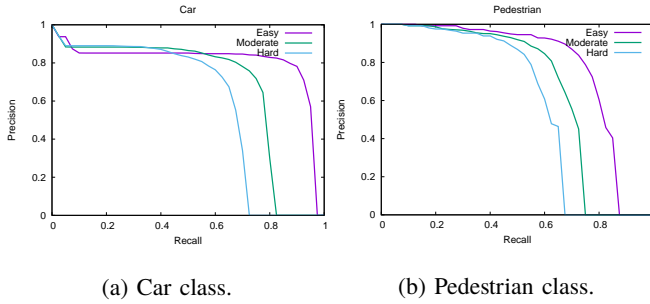 Car
Precision
Recall
0
0.2
0.4
0.6
0.8
1
0
0.2
0.4
0.6
0.8
1
Easy
Moderate
Hard
(a) Car class.
Pedestrian
Precision
Recall
0
0.2
0.4
0.6
0.8
1
0
0.2
0.4
0.6
0.8
Easy
Moderate
Hard
(b) Pedestrian class.